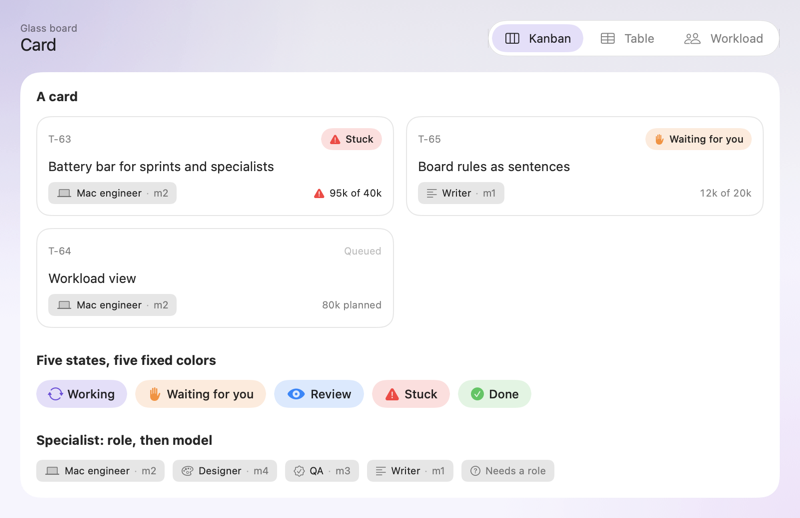 Glass board
Card
Kanban
Table
Workload
A card
T-63
Stuck
Battery bar for sprints and specialists
Mac engineer · m2
95k of 40k
T-65
Waiting for you
Board rules as sentences
Writer · m1
12k of 20k
T-64
Queued
Workload view
Mac engineer · m2
80k planned
Five states, five fixed colors
Working
Waiting for you
Review
Stuck
Done
Specialist: role, then model
Mac engineer · m2
Designer · m4
QA · m3
Writer · m1
Needs a role